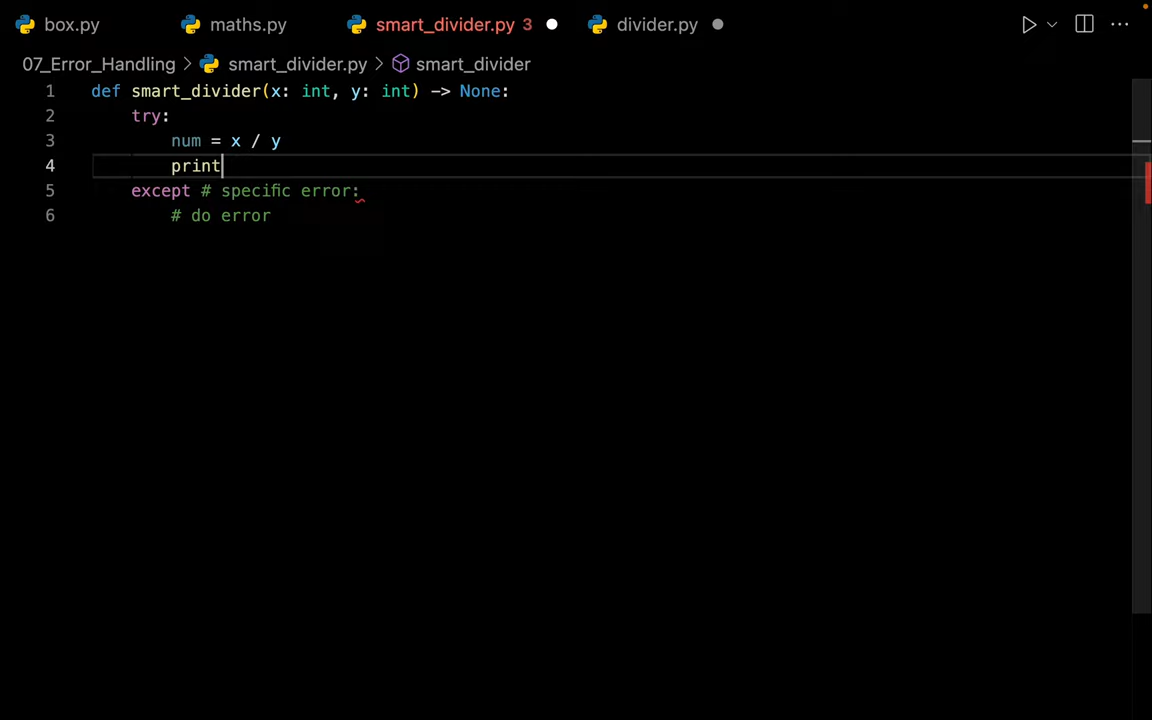 box.py maths.py smart_divider.py 3 divider.py
07_Error_Handling > smart_divider.py > smart_divider
1 def smart_divider(x: int, y: int) -> None:
2 try:
3 num = x / y
4 print
5 except # specific error:
6 # do error